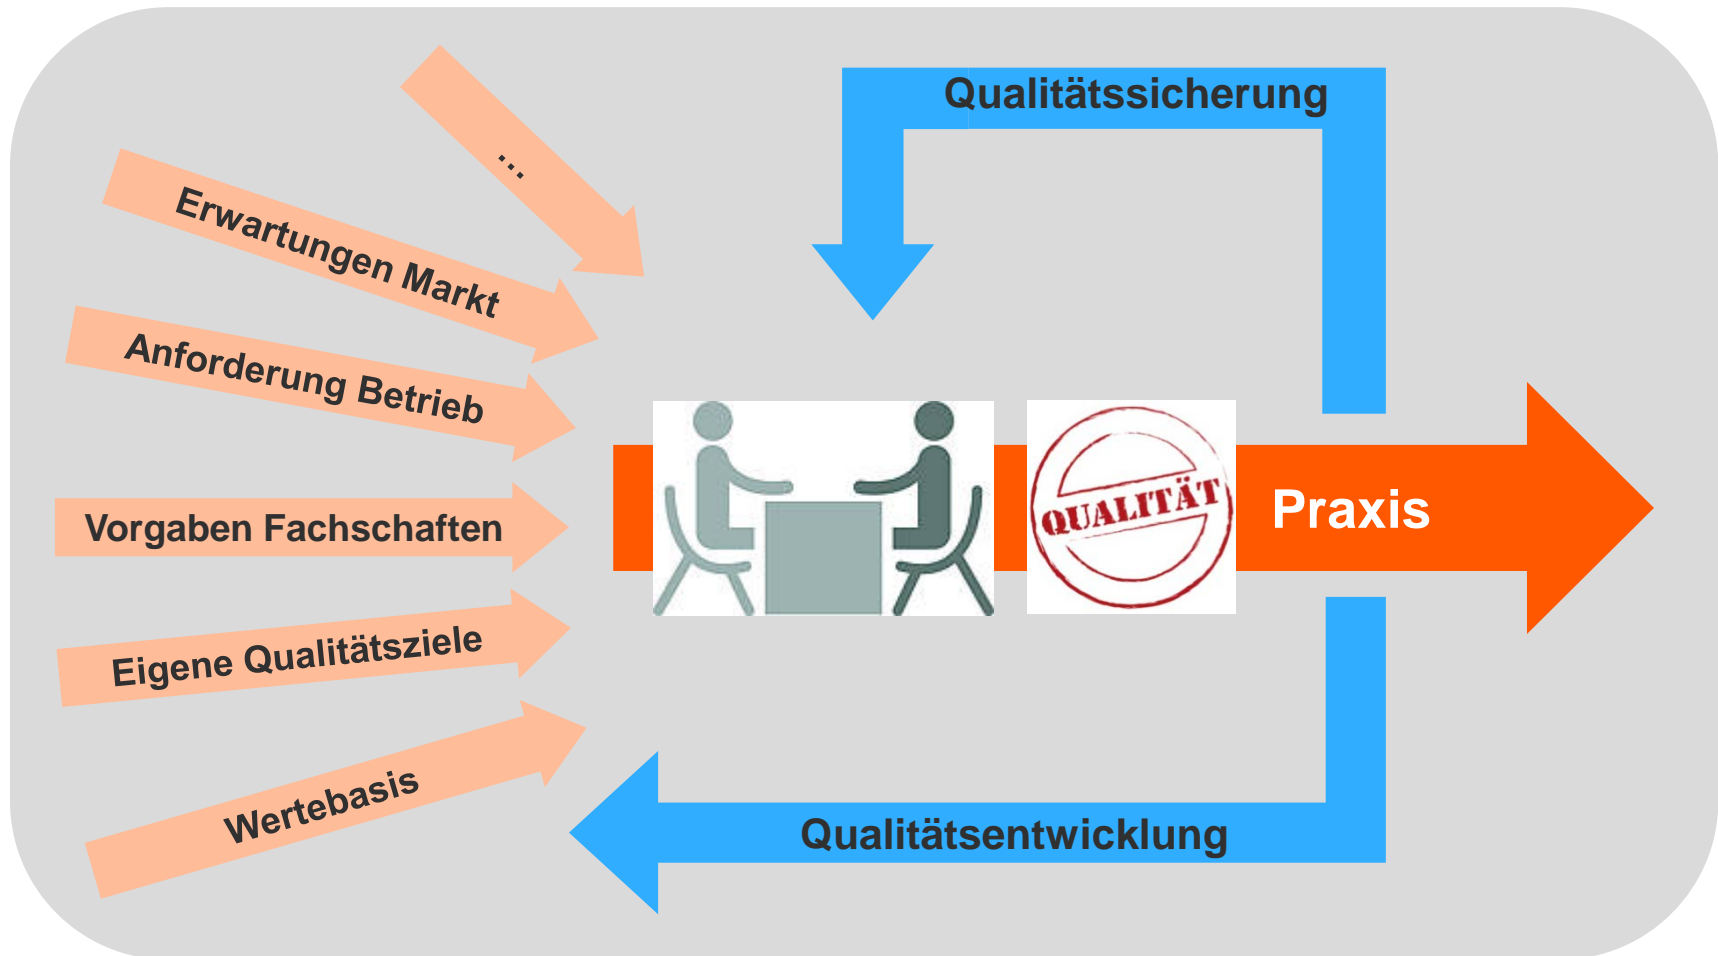 Qualitätssicherung
...
Erwartungen Markt
Anforderung Betrieb
Vorgaben Fachschaften
Eigene Qualitätsziele
Wertebasis
QUALITÄT
Praxis
Qualitätsentwicklung